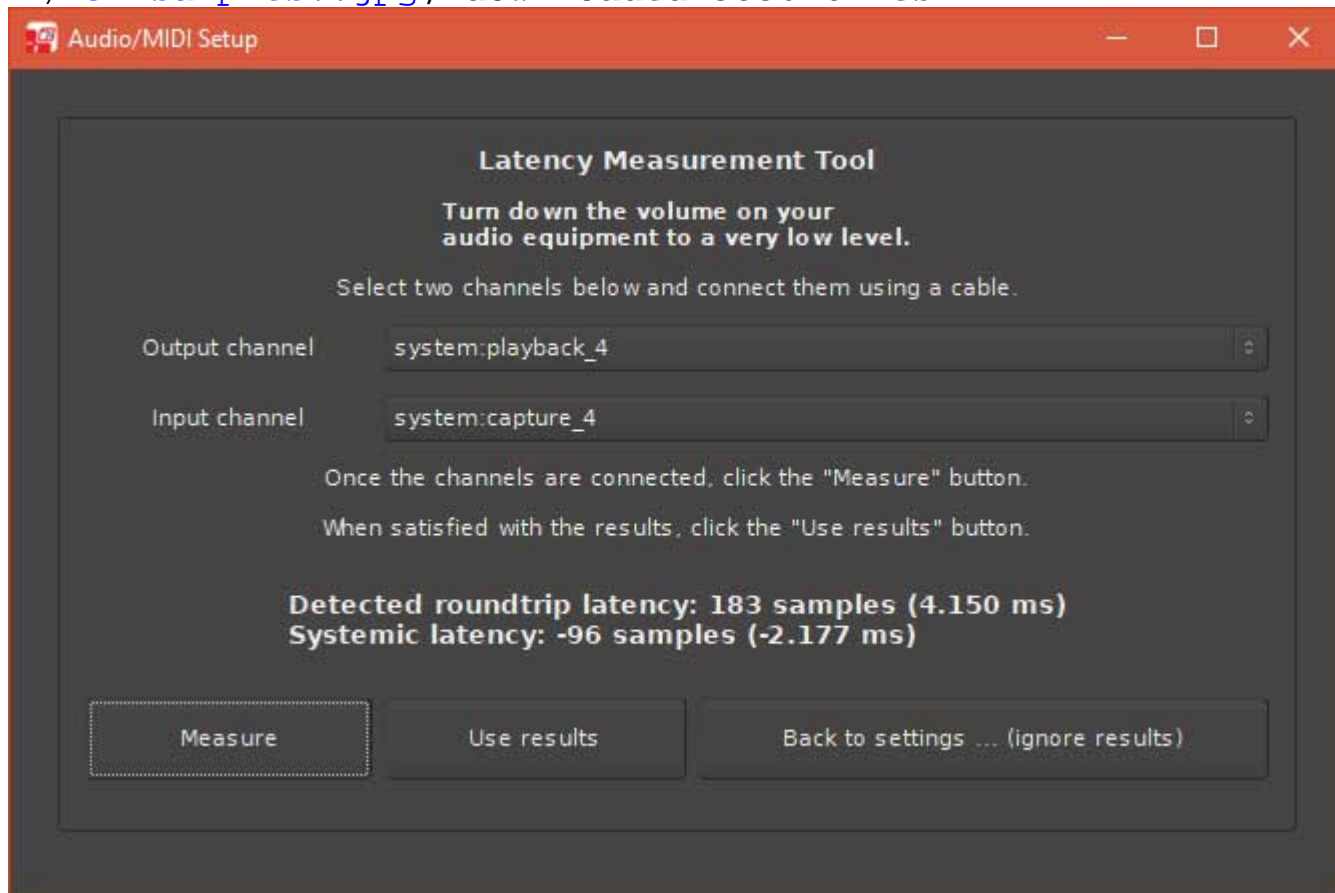 Audio/MIDI Setup
Latency Measurement Tool
Turn down the volume on your
audio equipment to a very low level.
Select two channels below and connect them using a cable.
Output channel system:playback_4
Input channel system:capture_4
Once the channels are connected, click the "Measure" button.
When satisfied with the results, click the "Use results" button.
Detected roundtrip latency: 183 samples (4.150 ms)
Systemic latency: -96 samples (-2.177 ms)
Measure Use results Back to settings ... (ignore results)